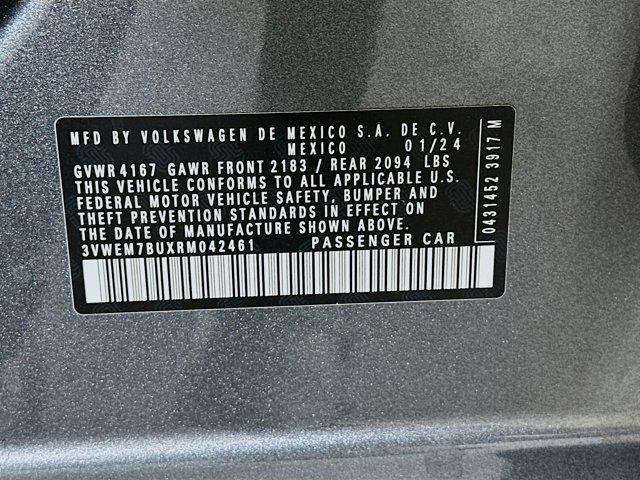 MFD BY VOLKSWAGEN DE MEXICO S.A. DE C.V.
MEXICO 01/24
GVWR 4167 GAWR FRONT 2183 / REAR 2094 LBS
THIS VEHICLE CONFORMS TO ALL APPLICABLE U.S.
FEDERAL MOTOR VEHICLE SAFETY, BUMPER AND
THEFT PREVENTION STANDARDS IN EFFECT ON
THE DATE OF MANUFACTURE SHOWN ABOVE.
3VWEM7BUXRM042461 PASSENGER CAR
0431452 3917 M